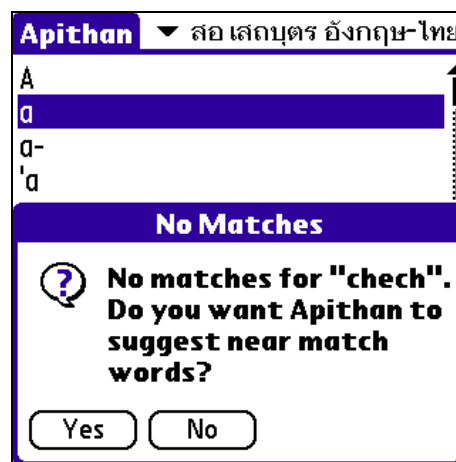 Apithan ▼ สอ เสถบุตร อังกฤษ-ไทย
A
a
a-
'a
No Matches
No matches for "chech".
Do you want Apithan to
suggest near match
words?
Yes No